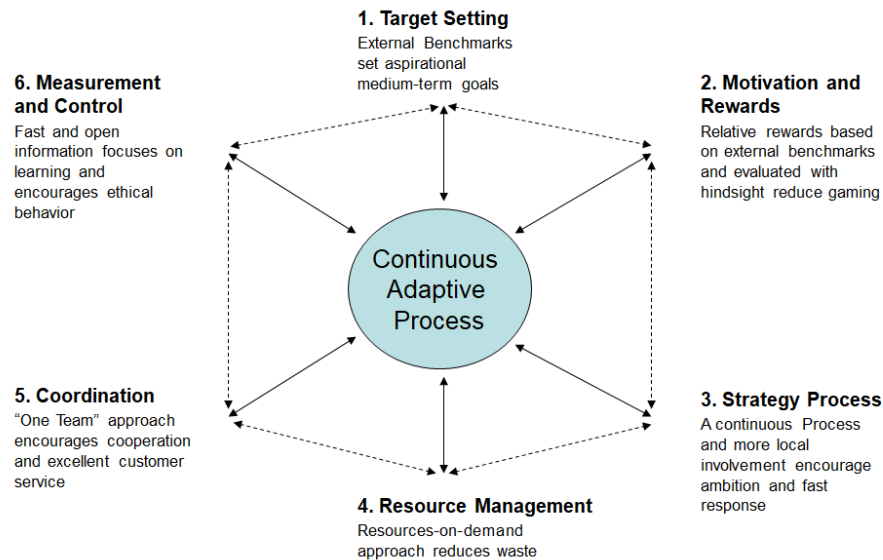 1. Target Setting
External Benchmarks
set aspirational
medium-term goals
2. Motivation and
Rewards
Relative rewards based
on external benchmarks
and evaluated with
hindsight reduce gaming
3. Strategy Process
A continuous Process
and more local
involvement encourage
ambition and fast
response
4. Resource Management
Resources-on-demand
approach reduces waste
5. Coordination
“One Team” approach
encourages cooperation
and excellent customer
service
6. Measurement
and Control
Fast and open
information focuses on
learning and
encourages ethical
behavior
Continuous
Adaptive
Process